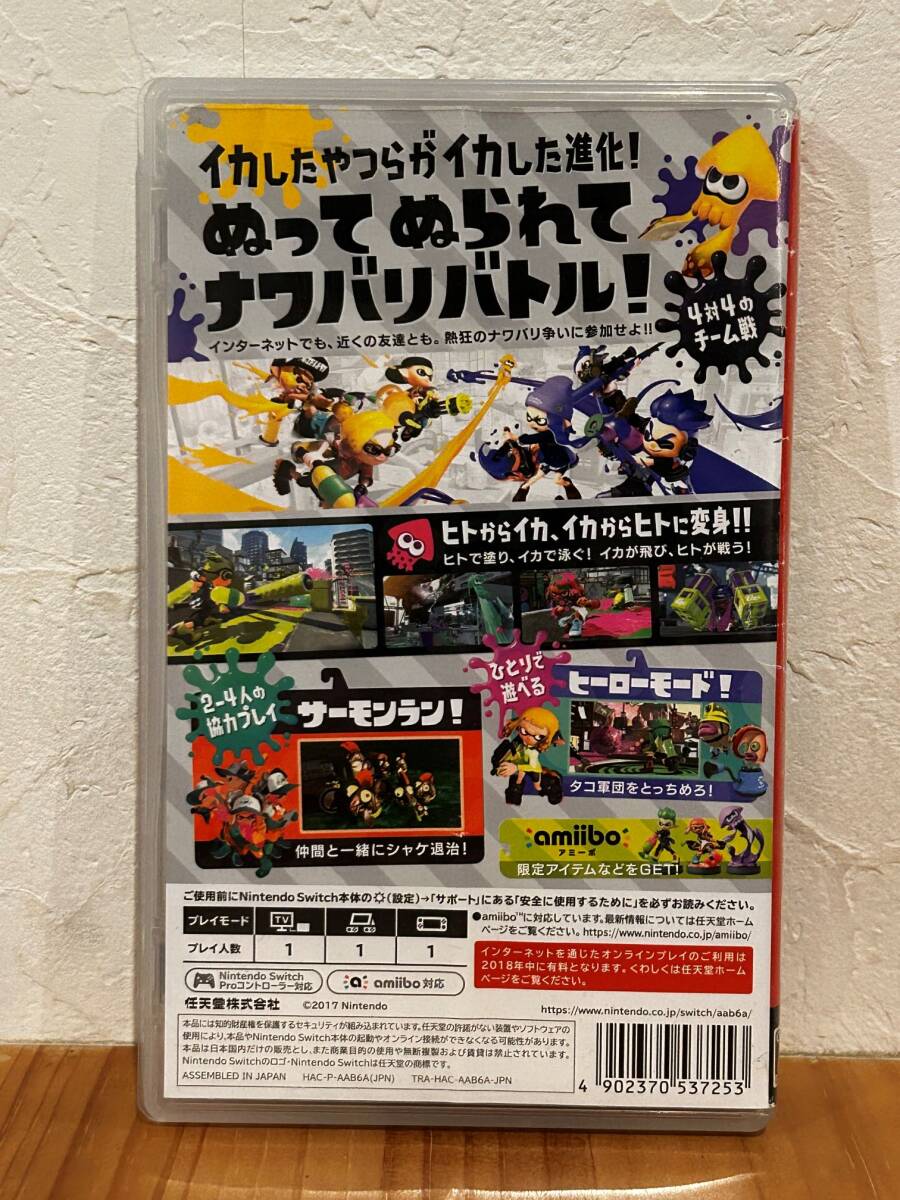 イカしたやつらがイカした進化!
ぬって ぬられて
ナワバリバトル!
4対4の
チーム戦
インターネットでも、近くの友達とも。熱狂のナワバリ争いに参加せよ!!
ヒトからイカ、イカからヒトに変身!!
ヒトで塗り、イカで泳ぐ! イカが飛び、ヒトが戦う!
2-4人の
協力プレイ
サーモンラン!
仲間と一緒にシャケ退治!
ひとりで
遊べる
ヒーローモード!
タコ軍団をとっちめろ!
amiibo
アミーボ
限定アイテムなどをGET!
ご使用前にNintendo Switch本体の(設定)→「サポート」にある「安全に使用するために」を必ずお読みください。
プレイモード
TV
プレイ人数
1
1
1
●amiibo™に対応しています。最新情報については任天堂ホーム
ページをご覧ください。https://www.nintendo.co.jp/amiibo/
インターネットを通じたオンラインプレイのご利用は
2018年中に有料となります。くわしくは任天堂ホーム
ページをご覧ください。
Nintendo Switch
Proコントローラー対応
amiibo 対応
任天堂株式会社
©2017 Nintendo
https://www.nintendo.co.jp/switch/aab6a/
本品には知的財産権を保護するセキュリティが組み込まれています。任天堂の許諾がない装置やソフトウェアの
使用により、本品やNintendo Switch本体の起動やオンライン接続ができなくなる可能性があります。
本品は日本国内だけの販売とし、また商業目的の使用や無断複製および賃貸は禁止されています。
Nintendo Switchのロゴ・Nintendo Switchは任天堂の商標です。
ASSEMBLED IN JAPAN HAC-P-AAB6A(JPN) TRA-HAC-AAB6A-JPN
4 902370 537253